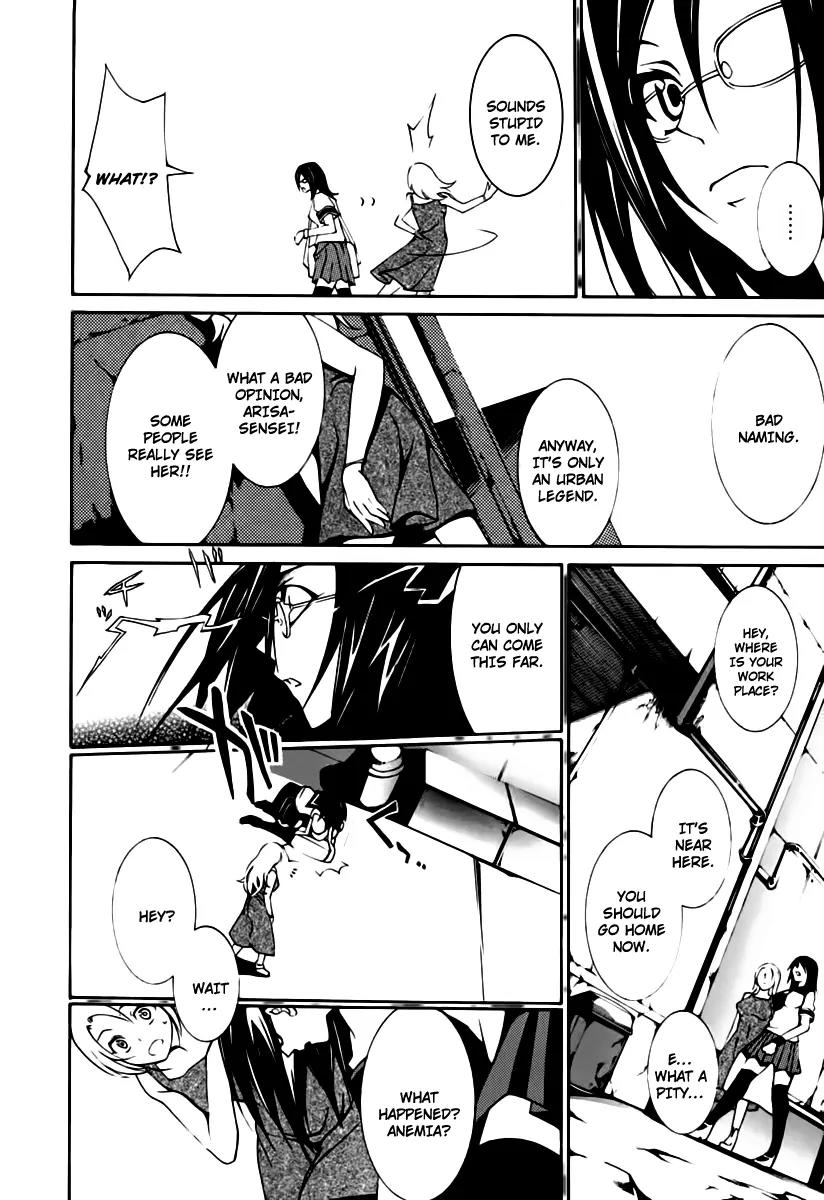 ......
SOUNDS
STUPID
TO ME.
WHAT!?
BAD
NAMING.
ANYWAY,
IT'S ONLY
AN URBAN
LEGEND.
WHAT A BAD
OPINION,
ARISA-
SENSEI!
SOME
PEOPLE
REALLY SEE
HER!!
HEY,
WHERE
IS YOUR
WORK
PLACE?
IT'S
NEAR
HERE.
YOU
SHOULD
GO HOME
NOW.
E...
WHAT A
PITY...
YOU ONLY
CAN COME
THIS FAR.
HEY?
WAIT
...
WHAT
HAPPENED?
ANEMIA?